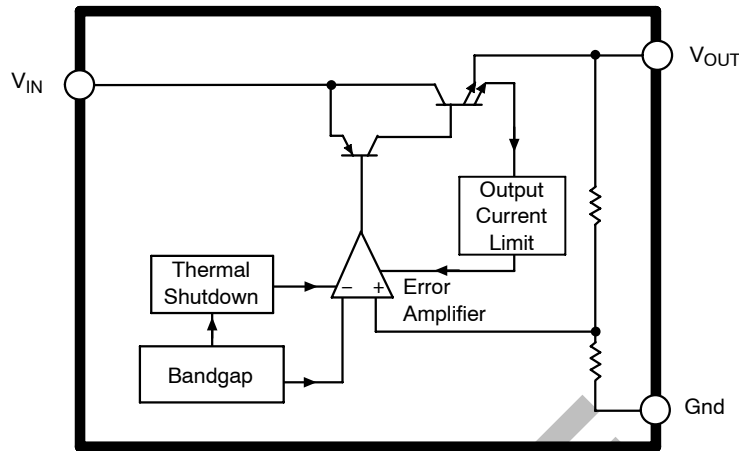 V_IN
V_OUT
Output
Current
Limit
Thermal
Shutdown
− +
Error
Amplifier
Bandgap
Gnd